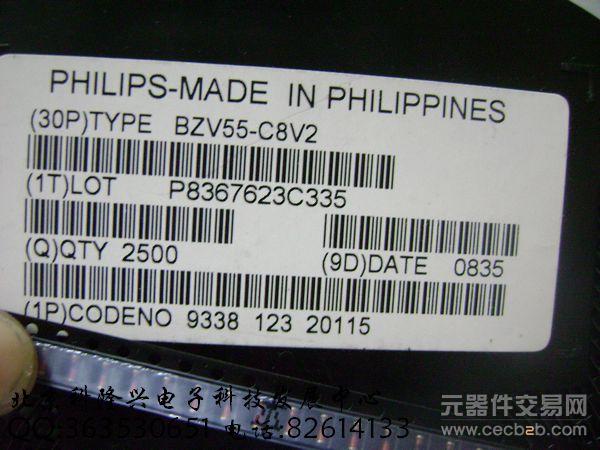 PHILIPS-MADE IN PHILIPPINES
(30P)TYPE BZV55-C8V2
(1T)LOT P8367623C335
(Q)QTY 2500
(9D)DATE 0835
(1P)CODENO 9338 123 20115
北京科隆兴电子科技发展中心
QQ:363530651 电话:82614133
元器件交易网
www.cecb2b.com